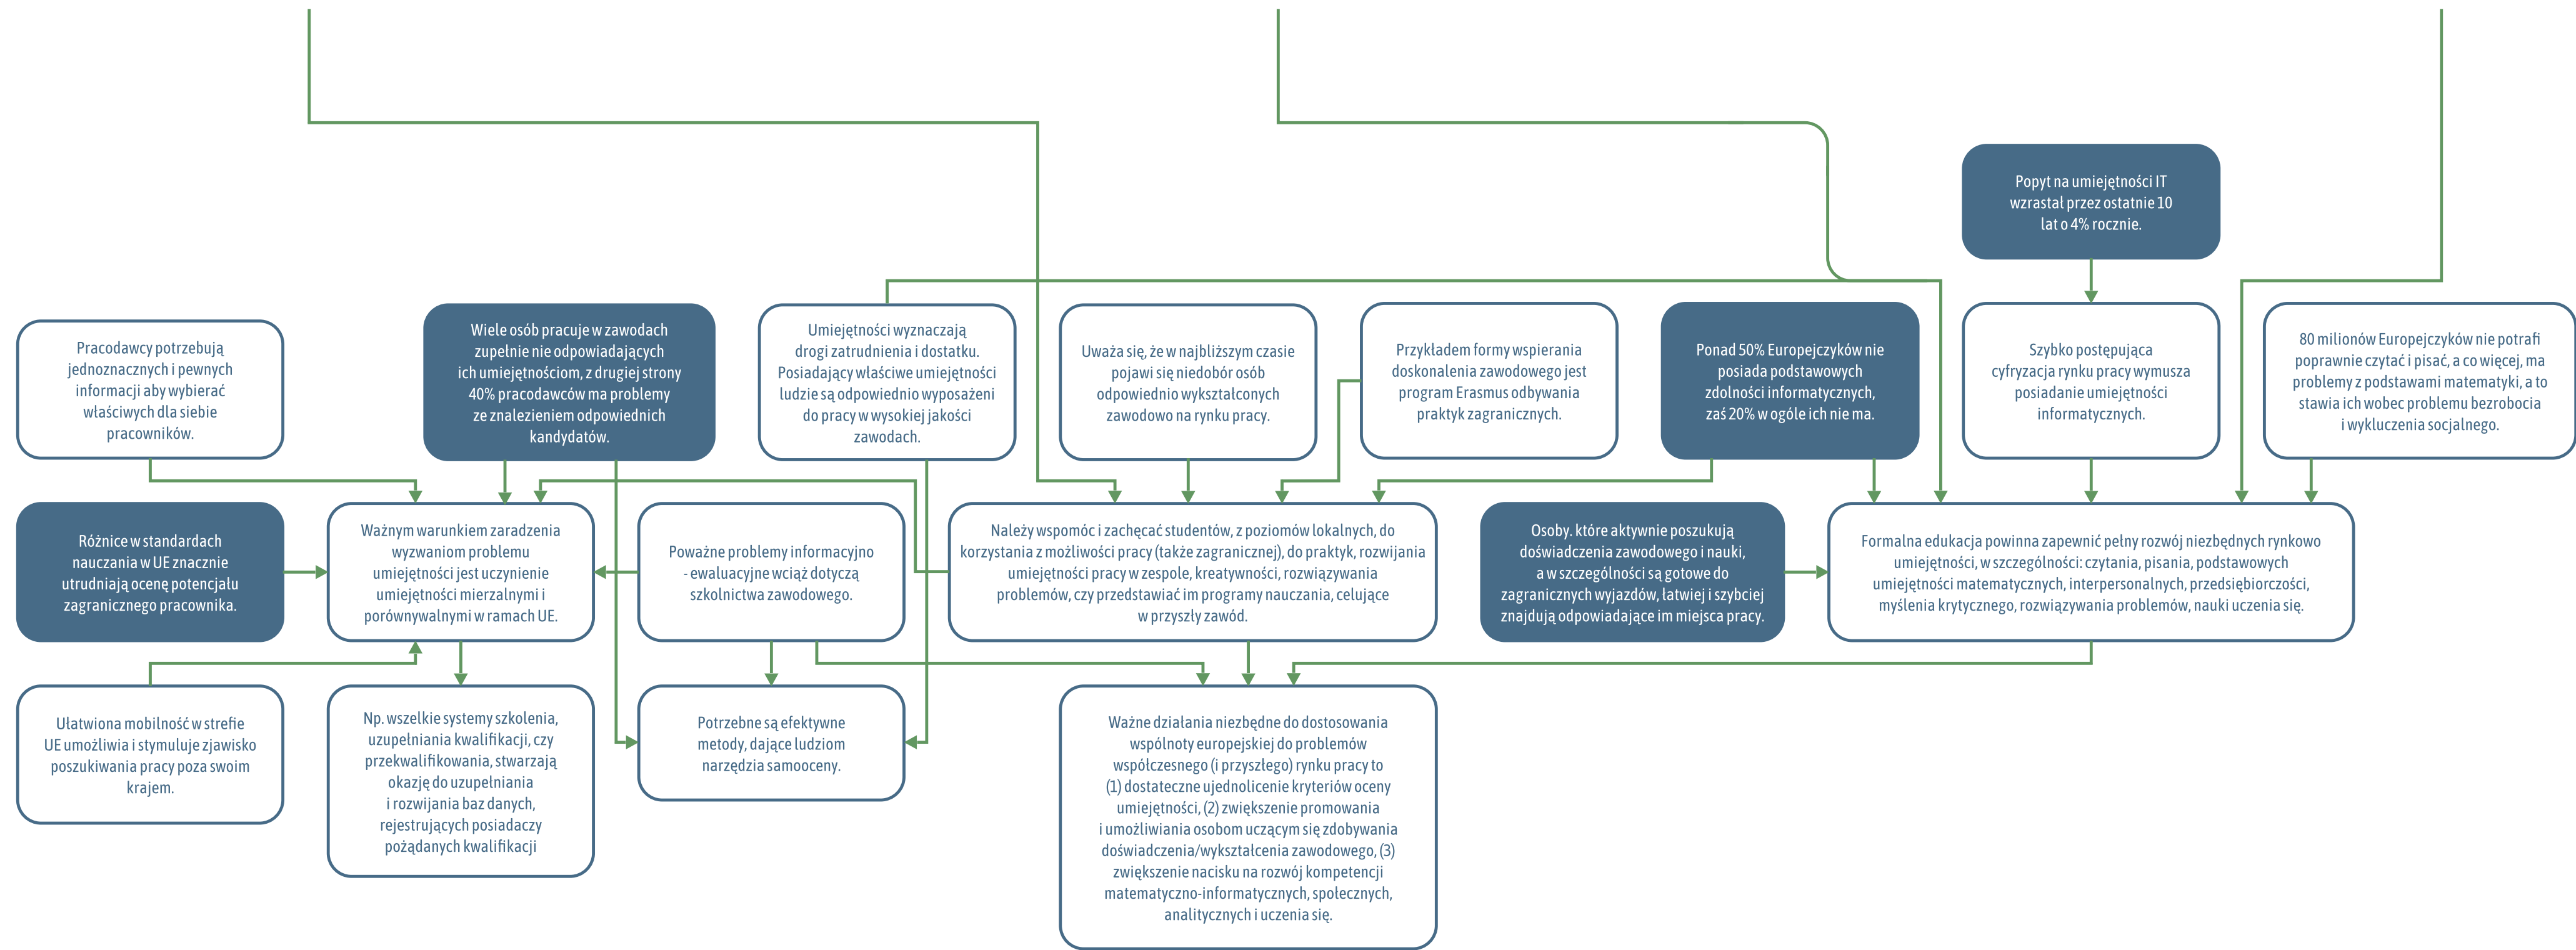 Popyt na umiejętności IT
wzrastał przez ostatnie 10
lat o 4% rocznie.
Pracodawcy potrzebują
jednoznacznych i pewnych
informacji aby wybierać
właściwych dla siebie
pracowników.
Wiele osób pracuje w zawodach
zupełnie nie odpowiadających
ich umiejętnościom, z drugiej strony
40% pracodawców ma problemy
ze znalezieniem odpowiednich
kandydatów.
Umiejętności wyznaczają
drogi zatrudnienia i dostatku.
Posiadający właściwe umiejętności
ludzie są odpowiednio wyposażeni
do pracy w wysokiej jakości
zawodach.
Uważa się, że w najbliższym czasie
pojawi się niedobór osób
odpowiednio wykształconych
zawodowo na rynku pracy.
Przykładem formy wspierania
doskonalenia zawodowego jest
program Erasmus odbywania
praktyk zagranicznych.
Ponad 50% Europejczyków nie
posiada podstawowych
zdolności informatycznych,
zaś 20% w ogóle ich nie ma.
Szybko postępująca
cyfryzacja rynku pracy wymusza
posiadanie umiejętności
informatycznych.
80 milionów Europejczyków nie potrafi
poprawnie czytać i pisać, a co więcej, ma
problemy z podstawami matematyki, a to
stawia ich wobec problemu bezrobocia
i wykluczenia socjalnego.
Różnice w standardach
nauczania w UE znacznie
utrudniają ocenę potencjału
zagranicznego pracownika.
Ważnym warunkiem zaradzenia
wyzwaniom problemu
umiejętności jest uczynienie
umiejętności mierzalnymi i
porównywalnymi w ramach UE.
Poważne problemy informacyjno
- ewaluacyjne wciąż dotyczą
szkolnictwa zawodowego.
Należy wspomóc i zachęcać studentów, z poziomów lokalnych, do
korzystania z możliwości pracy (także zagranicznej), do praktyk, rozwijania
umiejętności pracy w zespole, kreatywności, rozwiązywania
problemów, czy przedstawiać im programy nauczania, celujące
w przyszły zawód.
Osoby. które aktywnie poszukują
doświadczenia zawodowego i nauki,
a w szczególności są gotowe do
zagranicznych wyjazdów, łatwiej i szybciej
znajdują odpowiadające im miejsca pracy.
Formalna edukacja powinna zapewnić pełny rozwój niezbędnych rynkowo
umiejętności, w szczególności: czytania, pisania, podstawowych
umiejętności matematycznych, interpersonalnych, przedsiębiorczości,
myślenia krytycznego, rozwiązywania problemów, nauki uczenia się.
Ułatwiona mobilność w strefie
UE umożliwia i stymuluje zjawisko
poszukiwania pracy poza swoim
krajem.
Np. wszelkie systemy szkolenia,
uzupełniania kwalifikacji, czy
przekwalifikowania, stwarzają
okazję do uzupełniania
i rozwijania baz danych,
rejestrujących posiadaczy
pożądanych kwalifikacji
Potrzebne są efektywne
metody, dające ludziom
narzędzia samooceny.
Ważne działania niezbędne do dostosowania
wspólnoty europejskiej do problemów
współczesnego (i przyszłego) rynku pracy to
(1) dostateczne ujednolicenie kryteriów oceny
umiejętności, (2) zwiększenie promowania
i umożliwiania osobom uczącym się zdobywania
doświadczenia/wykształcenia zawodowego, (3)
zwiększenie nacisku na rozwój kompetencji
matematyczno-informatycznych, społecznych,
analitycznych i uczenia się.